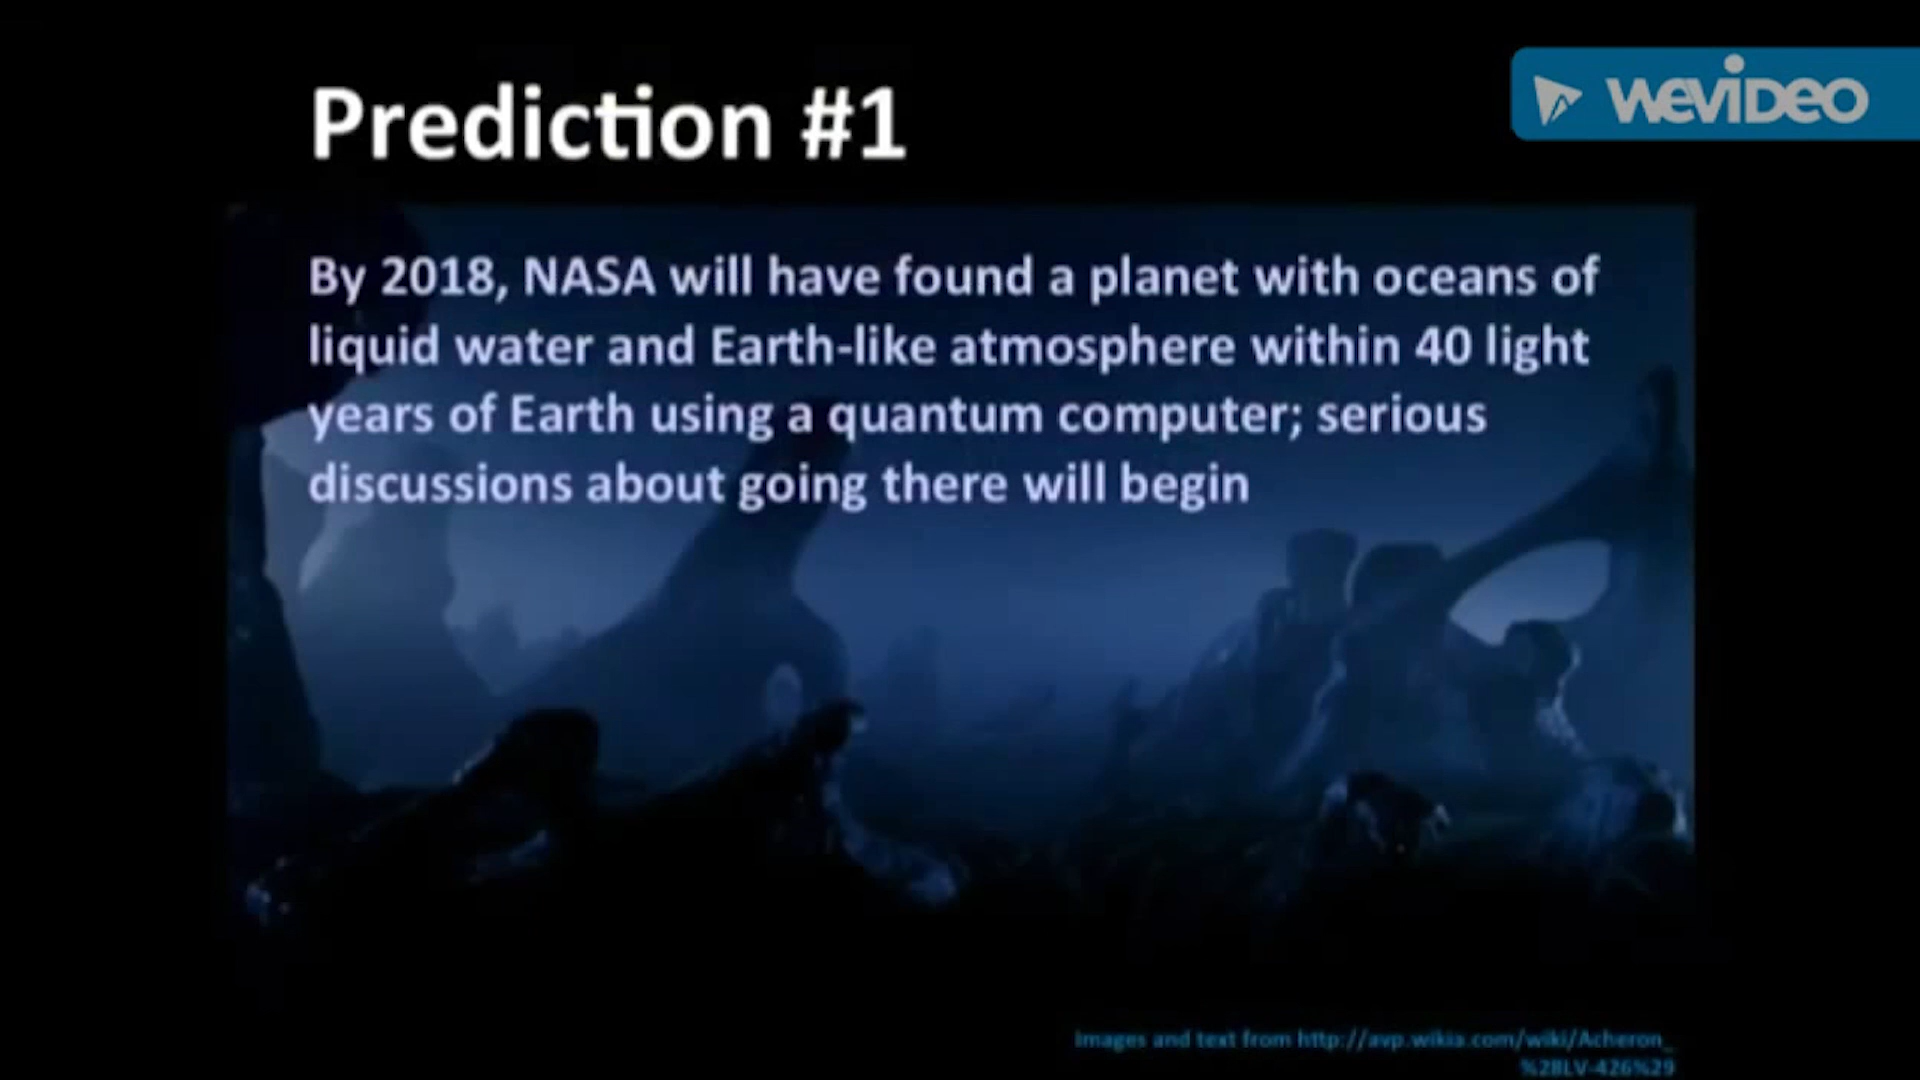 Prediction #1
wevideo
By 2018, NASA will have found a planet with oceans of
liquid water and Earth-like atmosphere within 40 light
years of Earth using a quantum computer; serious
discussions about going there will begin
Images and text from http://avp.wikia.com/wiki/Acheron_
%28LV-426%29